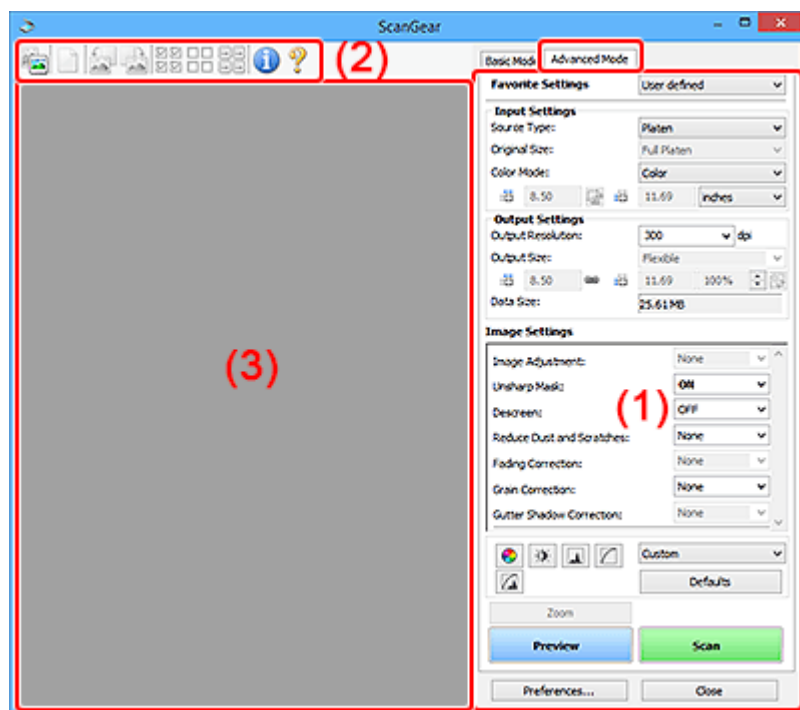 ScanGear
(2)
Basic Mode Advanced Mode
Favorite Settings User defined
Input Settings
Source Type: Platen
Original Size: Full Platen
Color Mode: Color
8.50 11.69 inches
Output Settings
Output Resolution: 300 dpi
Output Size: Flexible
8.50 11.69 100%
Data Size: 25.61MB
Image Settings
Image Adjustment: None
Unsharp Mask: ON
(3)
(1)
Descreen: OFF
Reduce Dust and Scratches: None
Fading Correction: None
Grain Correction: None
Gutter Shadow Correction: None
Custom
Defaults
Zoom
Preview Scan
Preferences... Close